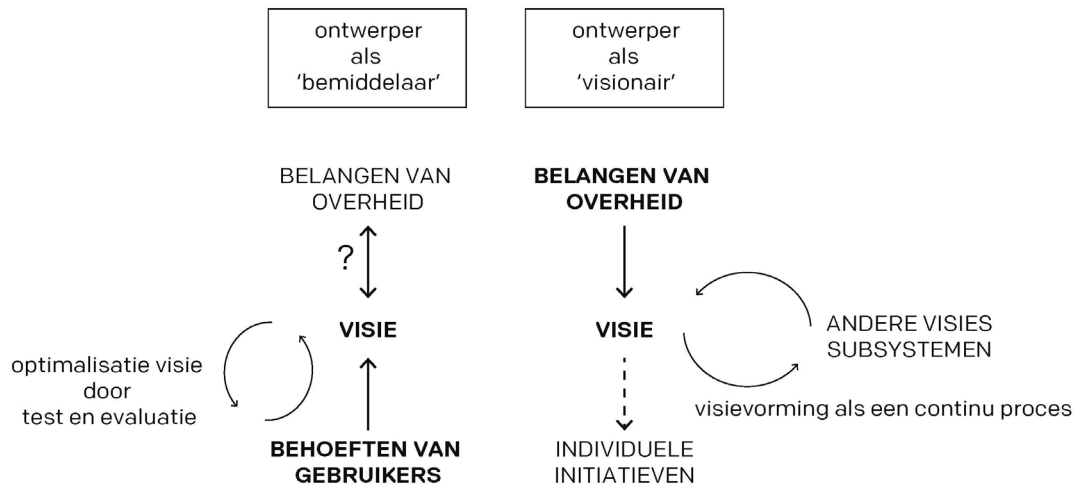 ontwerper
als
‘bemiddelaar’
ontwerper
als
‘visionair’
BELANGEN VAN
OVERHEID
BELANGEN VAN
OVERHEID
?
VISIE
VISIE
ANDERE VISIES
SUBSYSTEMEN
optimalisatie visie
door
test en evaluatie
visievorming als een continu proces
BEHOEFTEN VAN
GEBRUIKERS
INDIVIDUELE
INITIATIEVEN